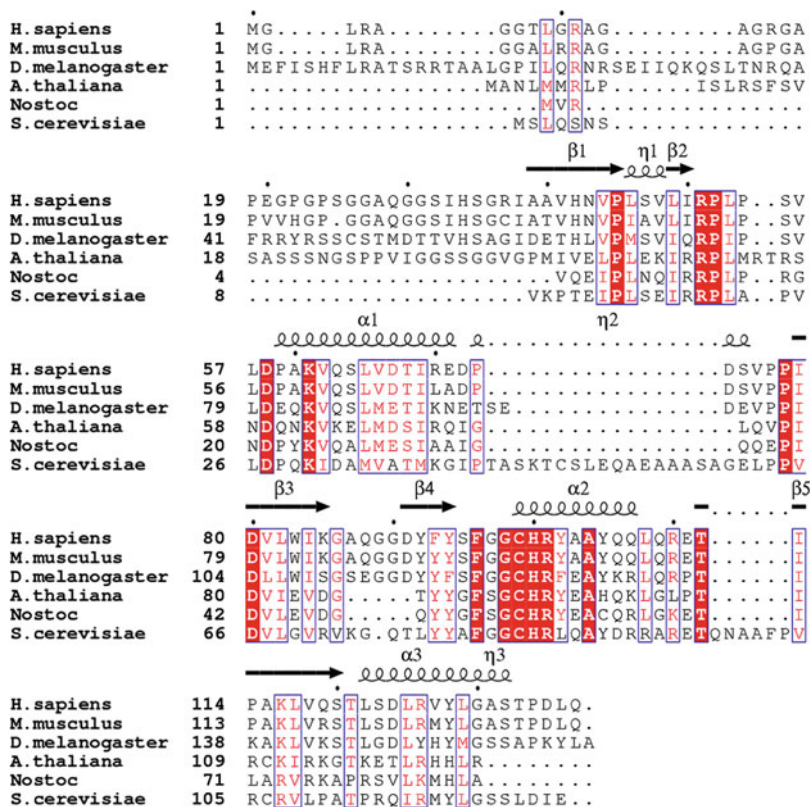 H.sapiens 1 MG.....LRA.......GGTLGRAG......AGRGA
M.musculus 1 MG.....LRA.......GGALRRAG......AGPGA
D.melanogaster 1 MEFISHFLRATSRRTAALGPILQRNRSEIIQKQSLTNRQA
A.thaliana 1 .................MANLMMRLP.....ISLRSFSV
Nostoc 1 .....................MVR................
S.cerevisiae 1 ...................MSLQSNS..............
β1 η1 β2
H.sapiens 19 PEGPGPSGGAQGGSIHSGRIAAVHNVPLSVLIRPLP..SV
M.musculus 19 PVVHGP.GGAQGGSIHSGCIATVHNVPIAVLIRPLP..SV
D.melanogaster 41 FRRYRSSCSTMDTTVHSAGIDETHLVPMSVIQRPIP..SV
A.thaliana 18 SASSSNGSPPVIGGSSGGVGPMIVELPLEKIRRPLMRTRS
Nostoc 4 ......................VQEIPLNQIRRPLP..RG
S.cerevisiae 8 ....................VKPTEIPLSEIRRPLA..PV
α1 η2
H.sapiens 57 LDPAKVQSLVDTIREDP.................DSVPPI
M.musculus 56 LDPAKVQSLVDTILADP.................DSVPPI
D.melanogaster 79 LDEQKVQSLMETIKNETSE...............DEVPPI
A.thaliana 58 NDQNKVKELMDSIRQIG..................LQVPI
Nostoc 20 NDPYKVQALMESIAAIG..................QQEPI
S.cerevisiae 26 LDPQKIDAMVATMKGIPTASKTCSLEQAEAAASAGELPPV
β3 β4 α2 β5
H.sapiens 80 DVLWIKGAQGGDYFYSFGGCHRYAAYQQLQRET......I
M.musculus 79 DVLWIKGAQGGDYYYSFGGCHRYAAYQQLQRET......I
D.melanogaster 104 DLLWISGSEGGDYYFSFGGCHRFEAYKRLQRPT......I
A.thaliana 80 DVIEVDG.....TYYGFSGCHRYEAHQKLGLPT......I
Nostoc 42 DVLEVDG.....QYYGFSGCHRYEACQRLGKET......I
S.cerevisiae 66 DVLGVRVKG.QTLYYAFGGCHRLQAYDRRARETQNAAFPV
α3 η3
H.sapiens 114 PAKLVQSTLSDLRVYLGASTPDLQ.
M.musculus 113 PAKLVRSTLSDLRMYLGASTPDLQ.
D.melanogaster 138 KAKLVKSTLGDLYHYMGSSAPKYLA
A.thaliana 109 RCKIRKGTKETLRHHLR........
Nostoc 71 LARVRKAPRSVLKMHLA........
S.cerevisiae 105 RCRVLPATPRQIRMYLGSSLDIE..